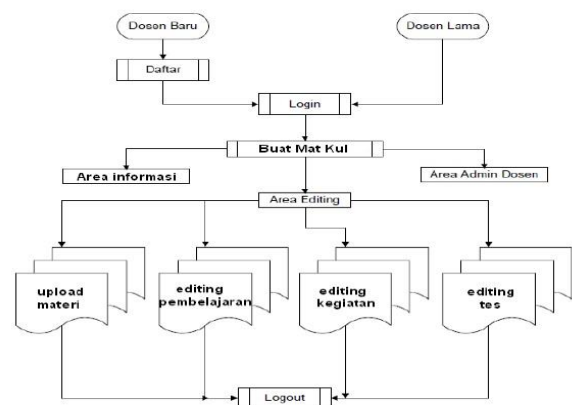 Dosen Baru
Dosen Lama
Daftar
Login
Buat Mat Kul
Area informasi
Area Admin Dosen
Area Editing
upload
materi
editing
pembelajaran
editing
kegiatan
editing
tes
Logout